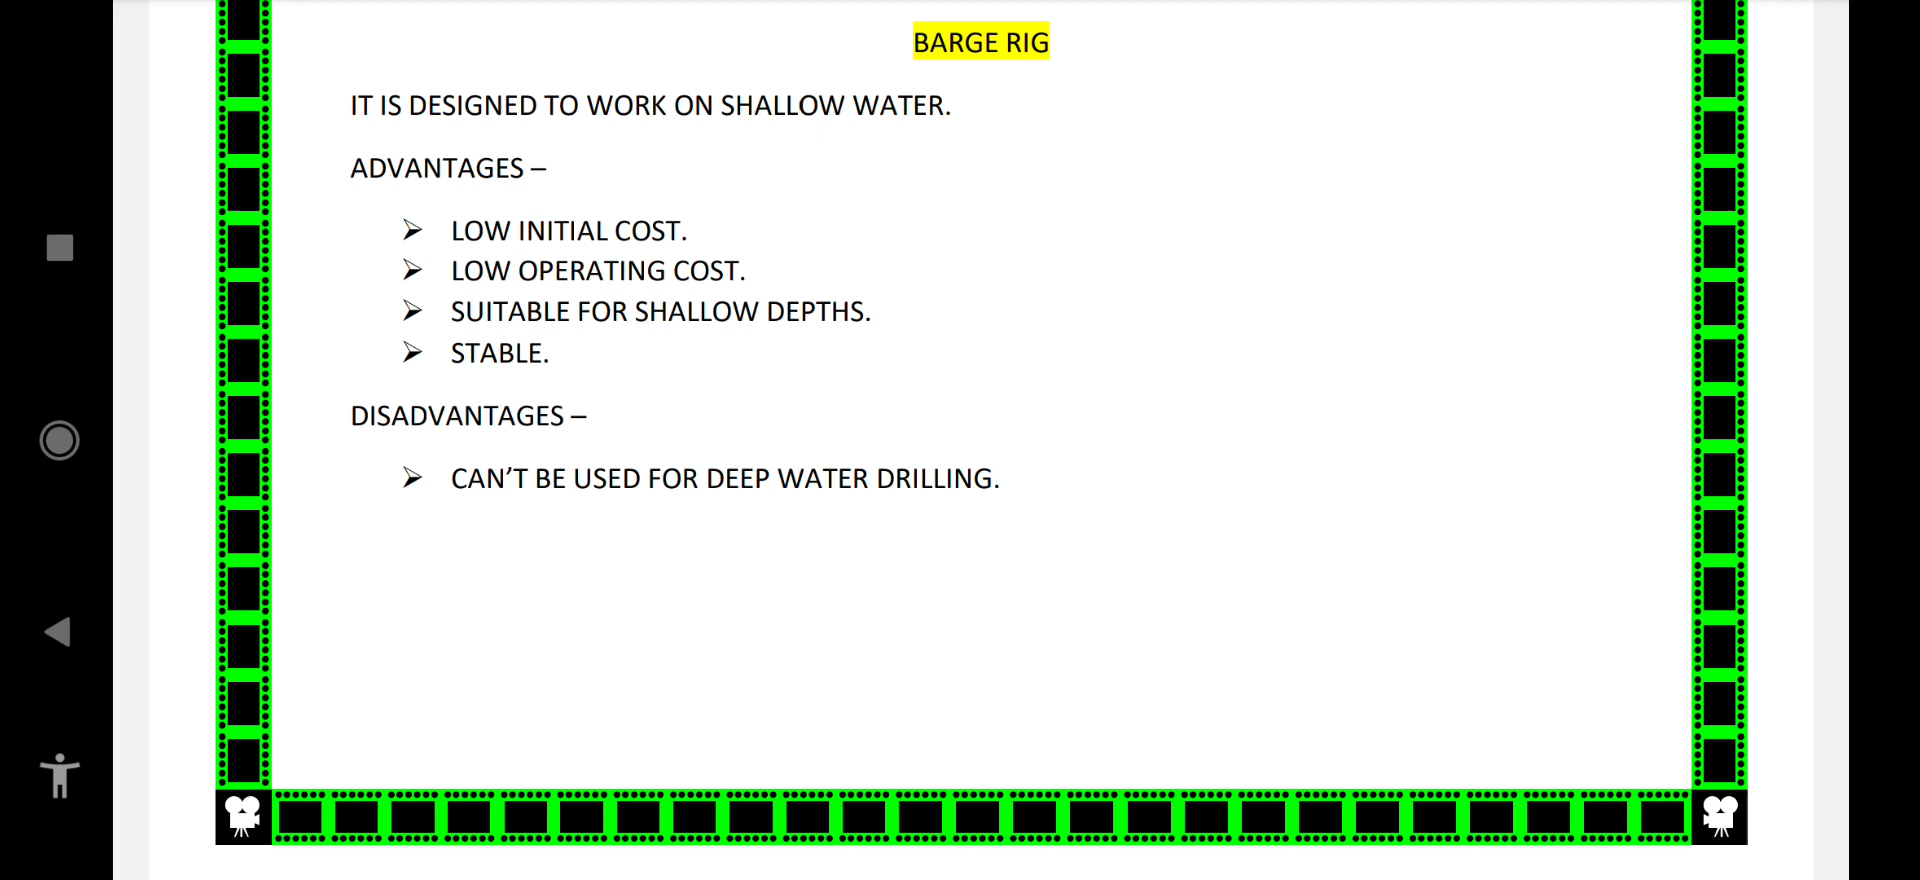 BARGE RIG
IT IS DESIGNED TO WORK ON SHALLOW WATER.
ADVANTAGES –
➢ LOW INITIAL COST.
➢ LOW OPERATING COST.
➢ SUITABLE FOR SHALLOW DEPTHS.
➢ STABLE.
DISADVANTAGES –
➢ CAN’T BE USED FOR DEEP WATER DRILLING.